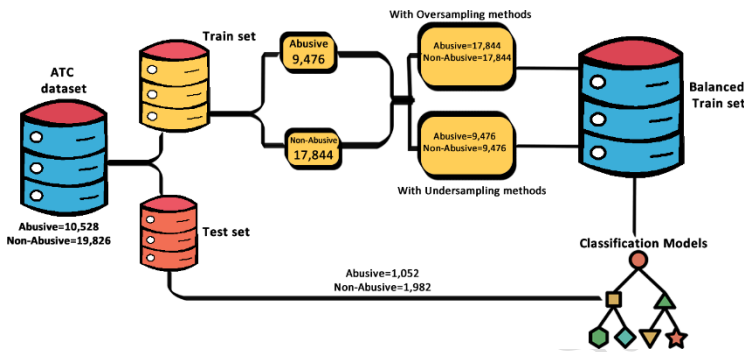 ATC
dataset
Abusive=10,528
Non-Abusive=19,826
Train set
Test set
Abusive
9,476
Non-Abusive
17,844
With Oversampling methods
Abusive=17,844
Non-Abusive=17,844
Abusive=9,476
Non-Abusive=9,476
With Undersampling methods
Balanced
Train set
Classification Models
Abusive=1,052
Non-Abusive=1,982